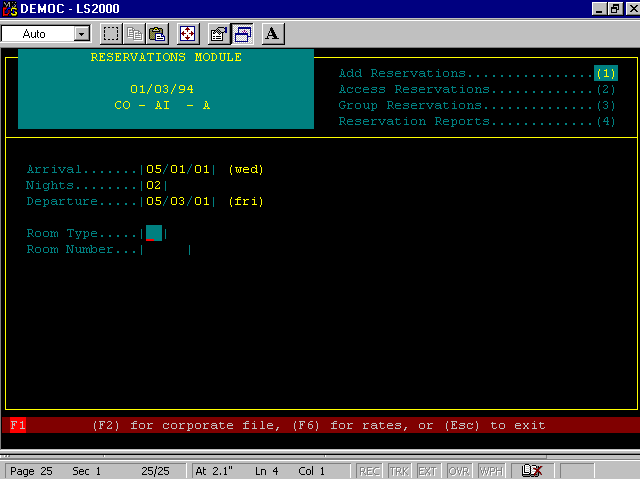 DEMOC - LS2000
Auto
A
RESERVATIONS MODULE
01/03/94
CO - AI - A
Add Reservations...............(1)
Access Reservations............(2)
Group Reservations.............(3)
Reservation Reports............(4)
Arrival.......|05/01/01| (wed)
Nights........|02|
Departure.....|05/03/01| (fri)
Room Type.....| |
Room Number...| |
F1 (F2) for corporate file, (F6) for rates, or (Esc) to exit
Page 25 Sec 1 25/25 At 2.1" Ln 4 Col 1 REC TRK EXT OVR WPH